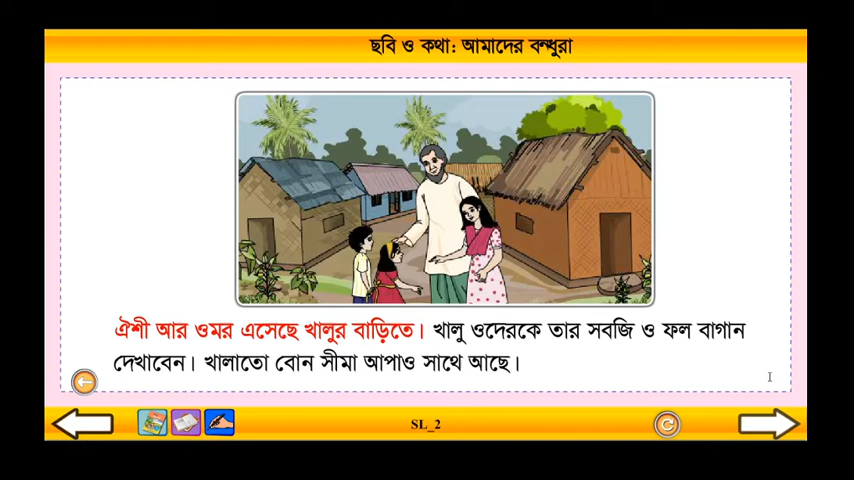 ছবি ও কথা: আমাদের বন্ধুরা
ঐশী আর ওমর এসেছে খালুর বাড়িতে। খালু ওদেরকে তার সবজি ও ফল বাগান
দেখাবেন। খালাতো বোন সীমা আপাও সাথে আছে।
SL_2